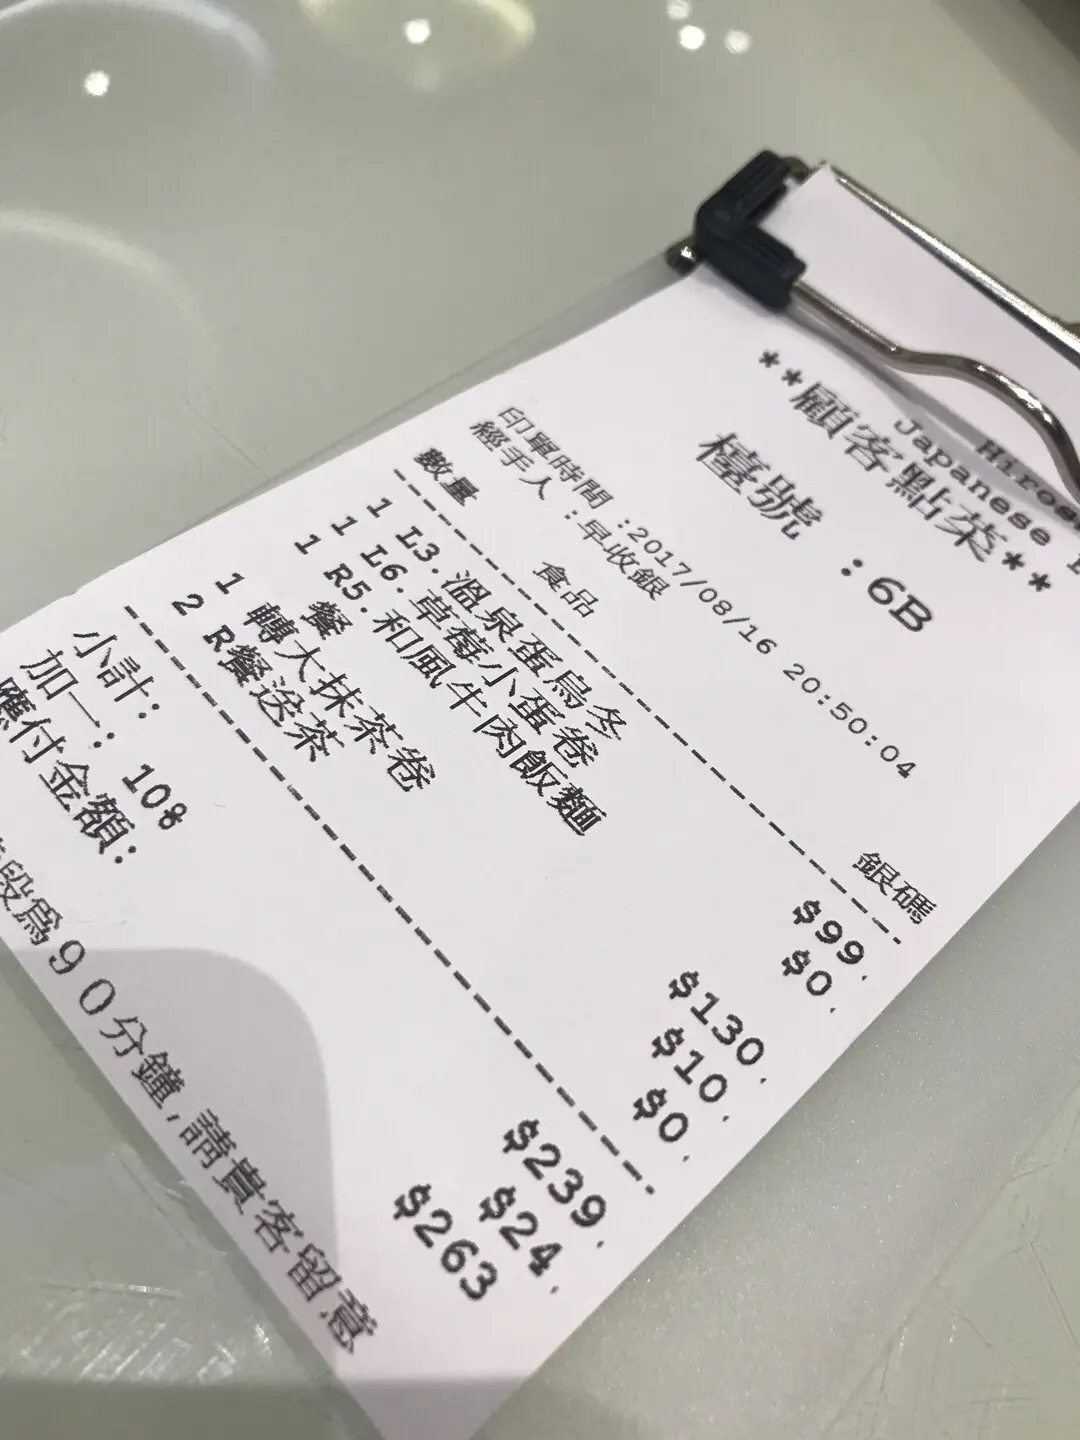 Hiros
Japanese
**顧客點菜**
檯號 :6B
印單時間 :2017/08/16 20:50:04
經手人 :早收銀
數量 食品 銀碼
1 L3.溫泉蛋烏冬 $99.
1 L6.草莓小蛋卷 $0.
1 R5.和風牛肉飯麵 $130.
餐
1 轉大抹茶卷 $10.
2 R餐送茶 $0.
小計: $239.
加一: 10% $24.
應付金額: $263
段爲90分鐘,請貴客留意